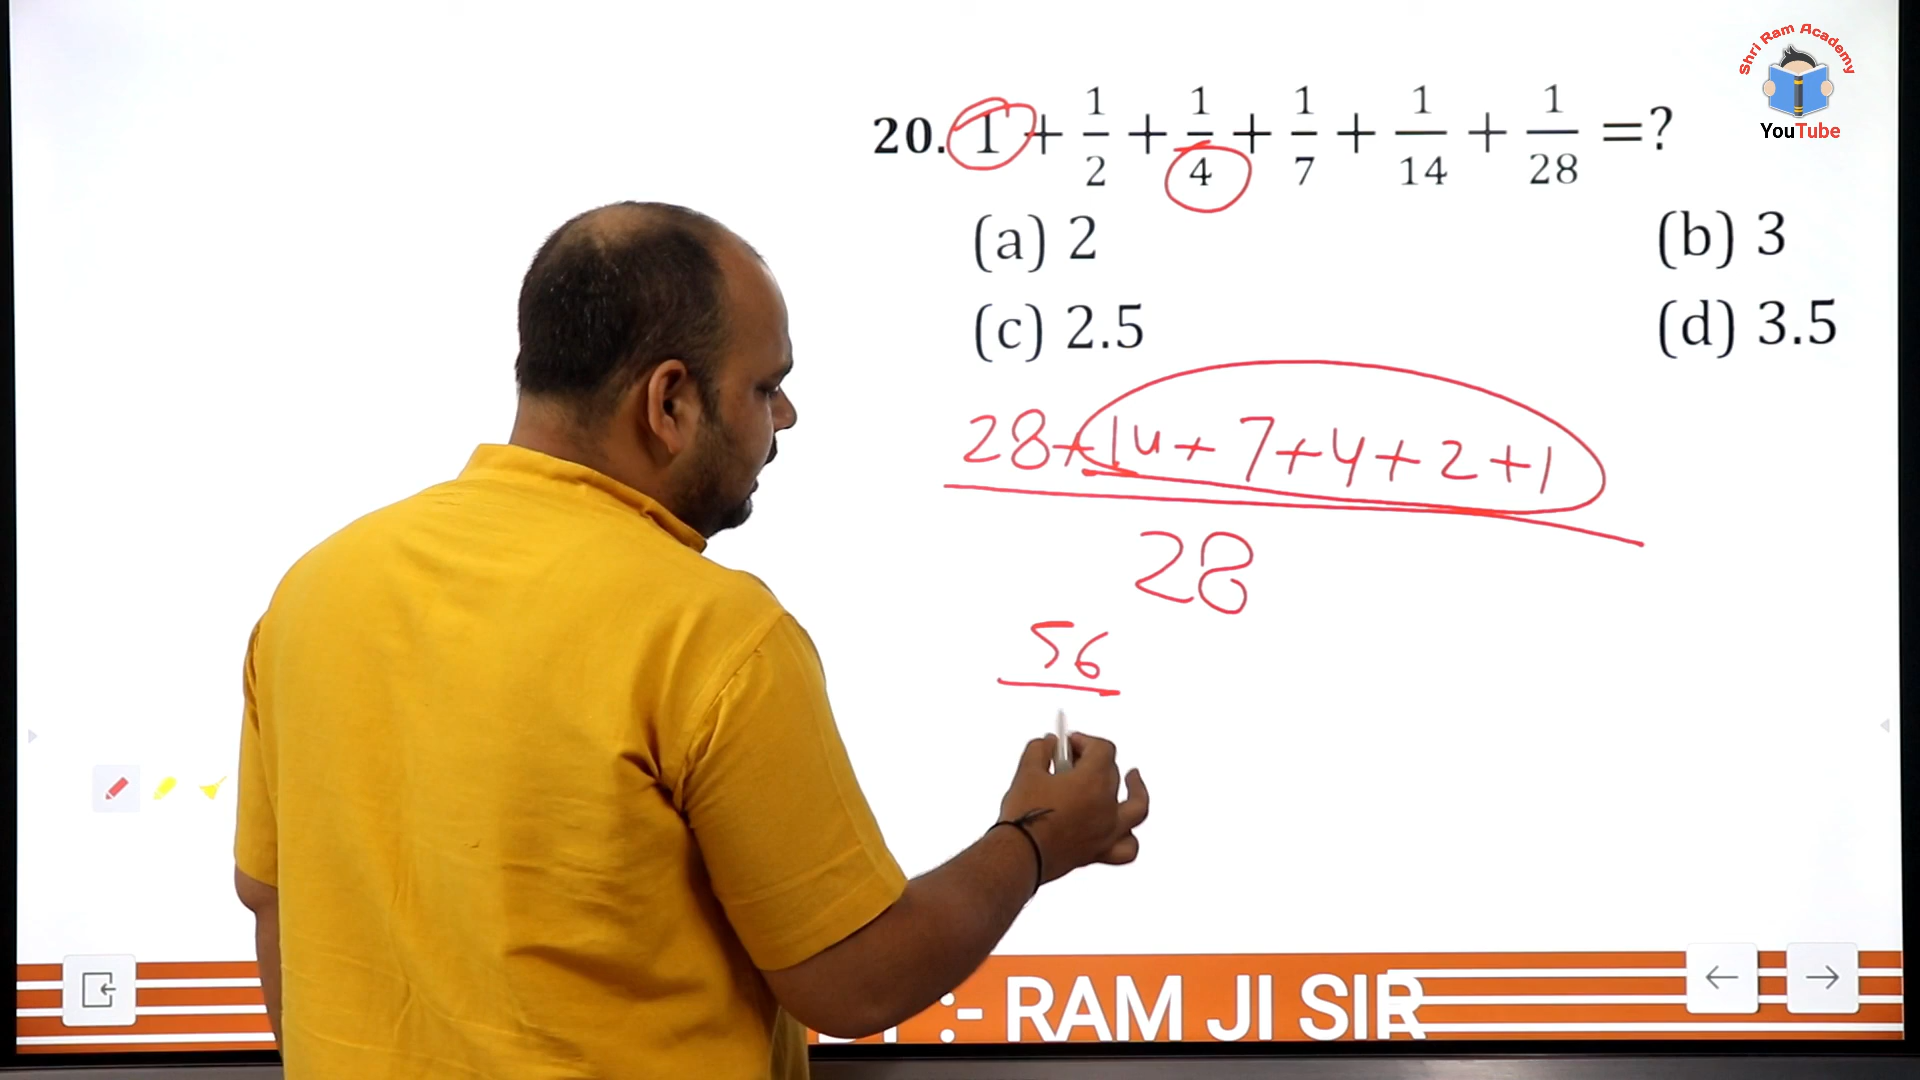 Shri Ram Academy
YouTube
20. 1 + 1/2 + 1/4 + 1/7 + 1/14 + 1/28 =?
(a) 2 (b) 3
(c) 2.5 (d) 3.5
28+14+7+4+2+1
28
56
:- RAM JI SIR